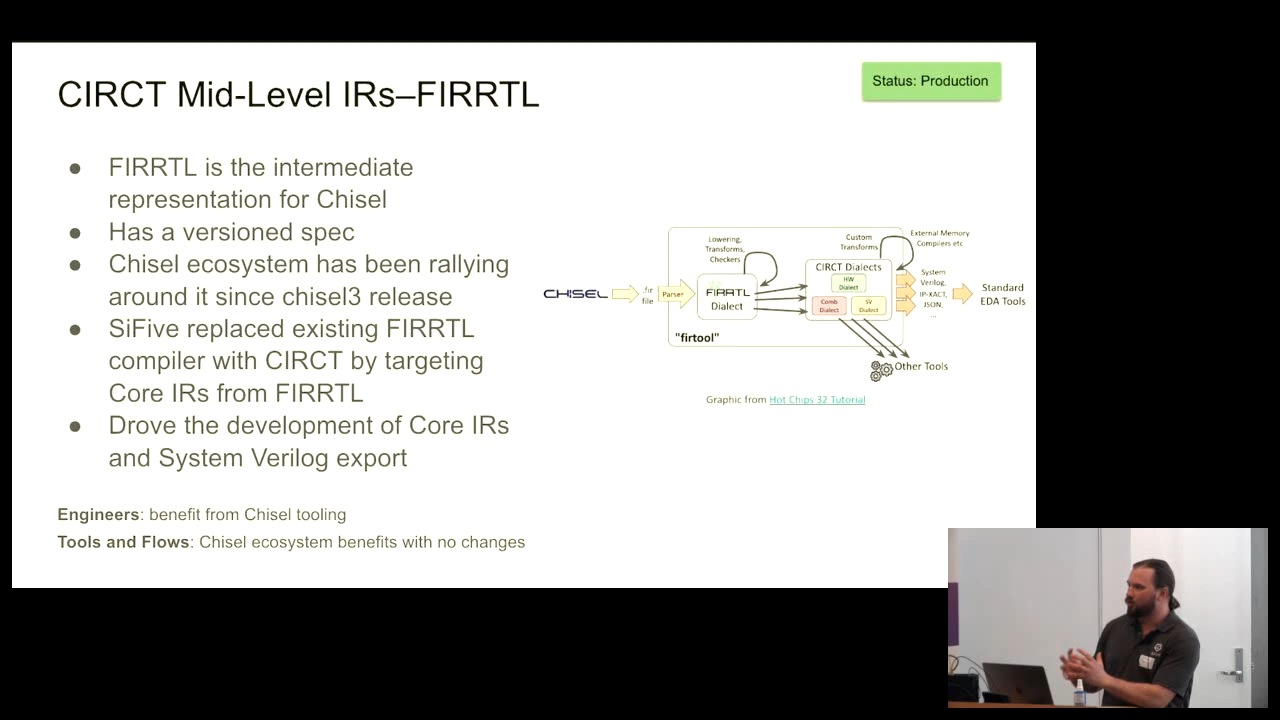 CIRCT Mid-Level IRs–FIRRTL
Status: Production
● FIRRTL is the intermediate
representation for Chisel
● Has a versioned spec
● Chisel ecosystem has been rallying
around it since chisel3 release
● SiFive replaced existing FIRRTL
compiler with CIRCT by targeting
Core IRs from FIRRTL
● Drove the development of Core IRs
and System Verilog export
Engineers: benefit from Chisel tooling
Tools and Flows: Chisel ecosystem benefits with no changes
CHISEL
.fir
file
Parser
Lowering,
Transforms,
Checkers
FIRRTL
Dialect
"firtool"
Custom
Transforms
CIRCT Dialects
HW
Dialect
Comb
Dialect
SV
Dialect
External Memory
Compilers etc
System
Verilog,
IP-XACT,
JSON,
...
Standard
EDA Tools
Other Tools
Graphic from Hot Chips 32 Tutorial